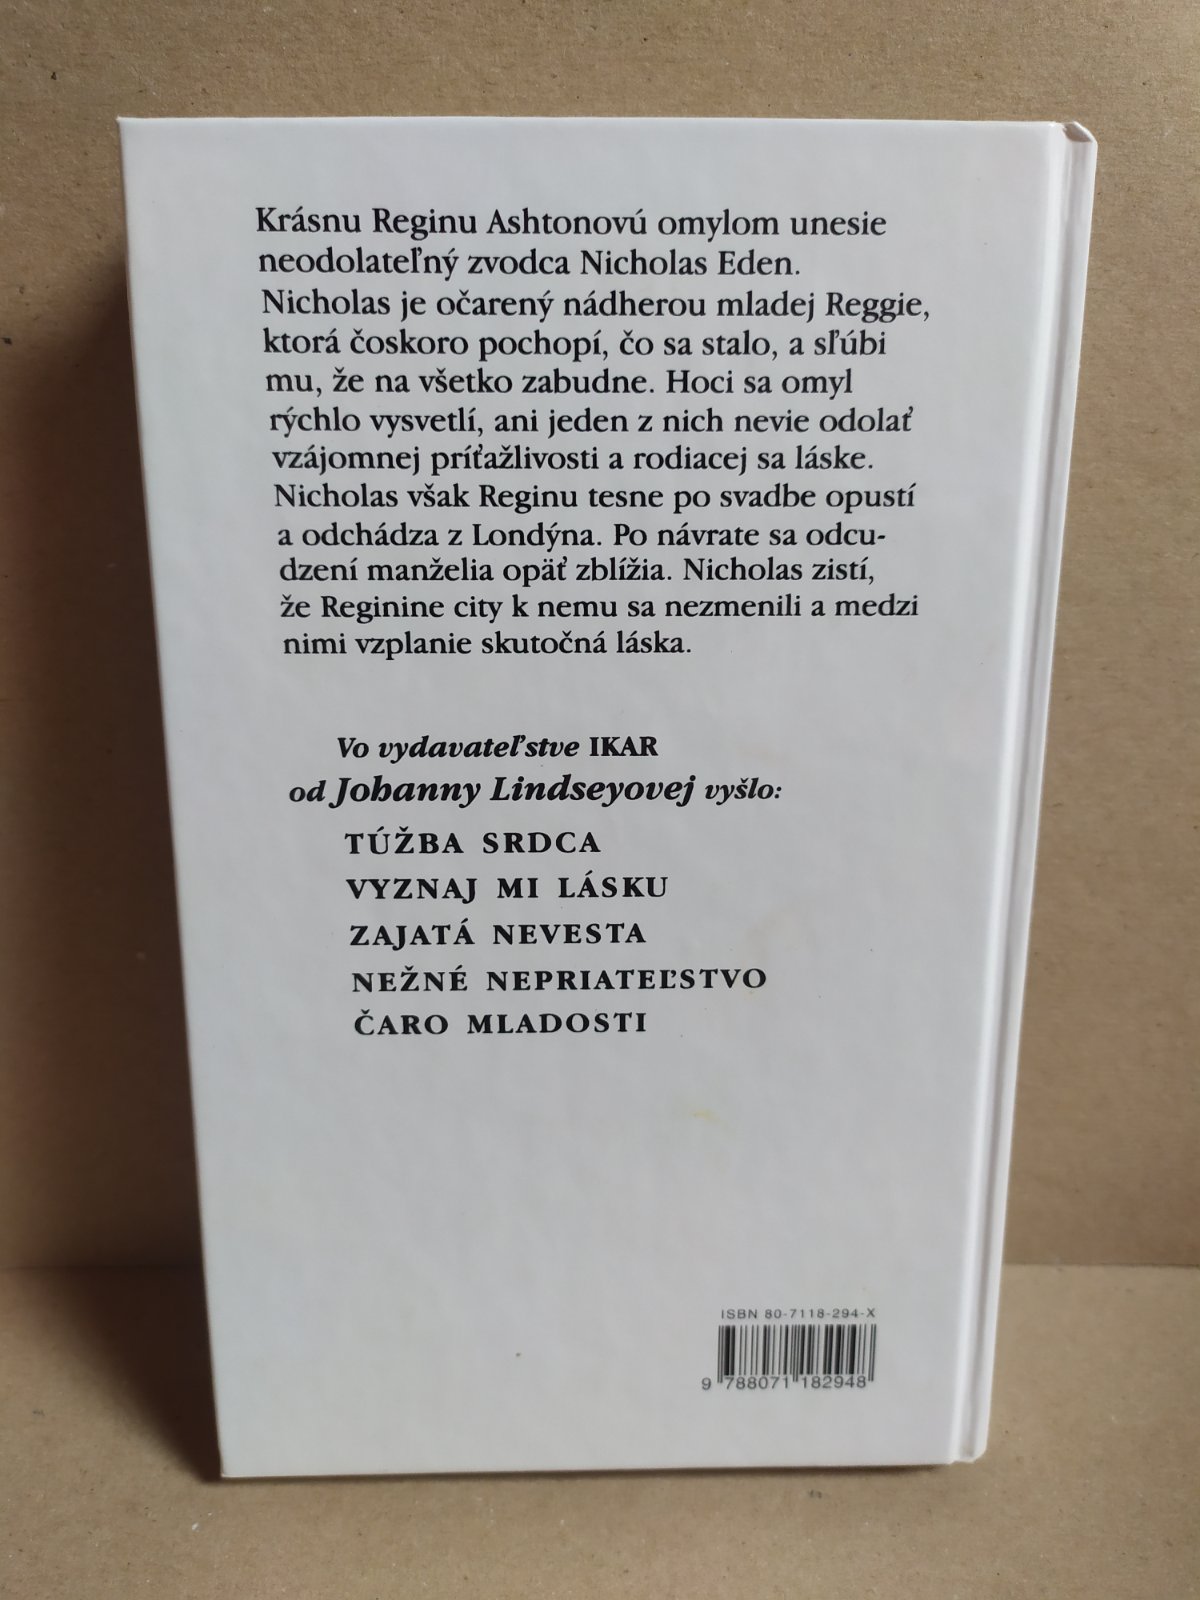 Krásnu Reginu Ashtonovú omylom unesie
neodolateľný zvodca Nicholas Eden.
Nicholas je očarený nádherou mladej Reggie,
ktorá čoskoro pochopí, čo sa stalo, a sľúbi
mu, že na všetko zabudne. Hoci sa omyl
rýchlo vysvetlí, ani jeden z nich nevie odolať
vzájomnej príťažlivosti a rodiacej sa láske.
Nicholas však Reginu tesne po svadbe opustí
a odchádza z Londýna. Po návrate sa odcu-
dzení manželia opäť zblížia. Nicholas zistí,
že Reginine city k nemu sa nezmenili a medzi
nimi vzplanie skutočná láska.
Vo vydavateľstve IKAR
od Johanny Lindseyovej vyšlo:
TÚŽBA SRDCA
VYZNAJ MI LÁSKU
ZAJATÁ NEVESTA
NEŽNÉ NEPRIATEĽSTVO
ČARO MLADOSTI
ISBN 80-7118-294-X
9 788071 182948